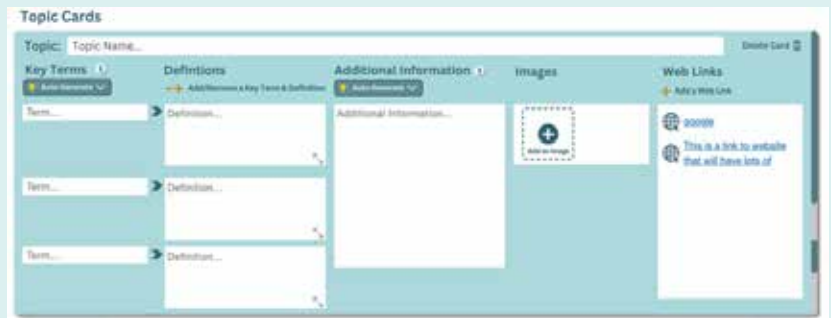 Topic Cards
Topic: Topic Name...
Delete Card
Key Terms
Defintions
Additional Information
Images
Web Links
Auto-Generate
Add/Remove a Key Term & Definition
Auto-Generate
Add a Web Link
Term...
Definition...
Additional Information...
Add an Image
google
This is a link to website
that will have lots of
Term...
Definition...
Term...
Definition...